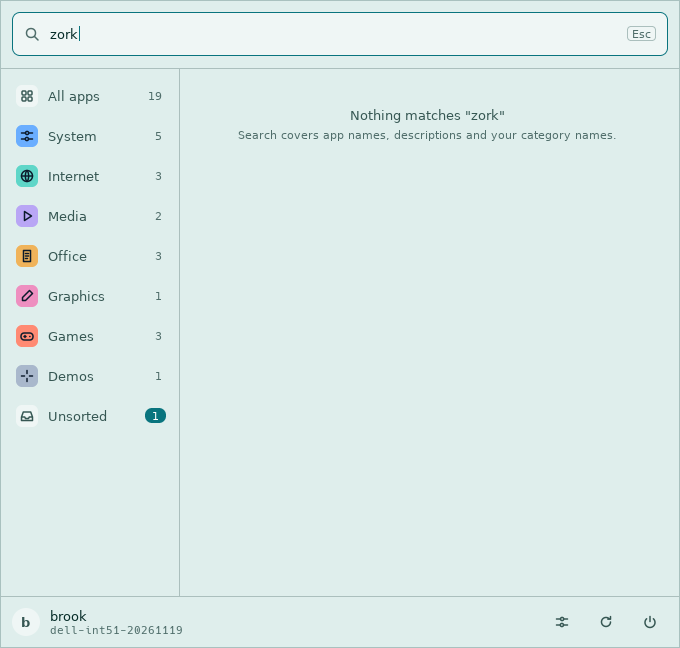 zork
Esc
All apps 19
System 5
Internet 3
Media 2
Office 3
Graphics 1
Games 3
Demos 1
Unsorted 1
Nothing matches "zork"
Search covers app names, descriptions and your category names.
b
brook
dell-int51-20261119